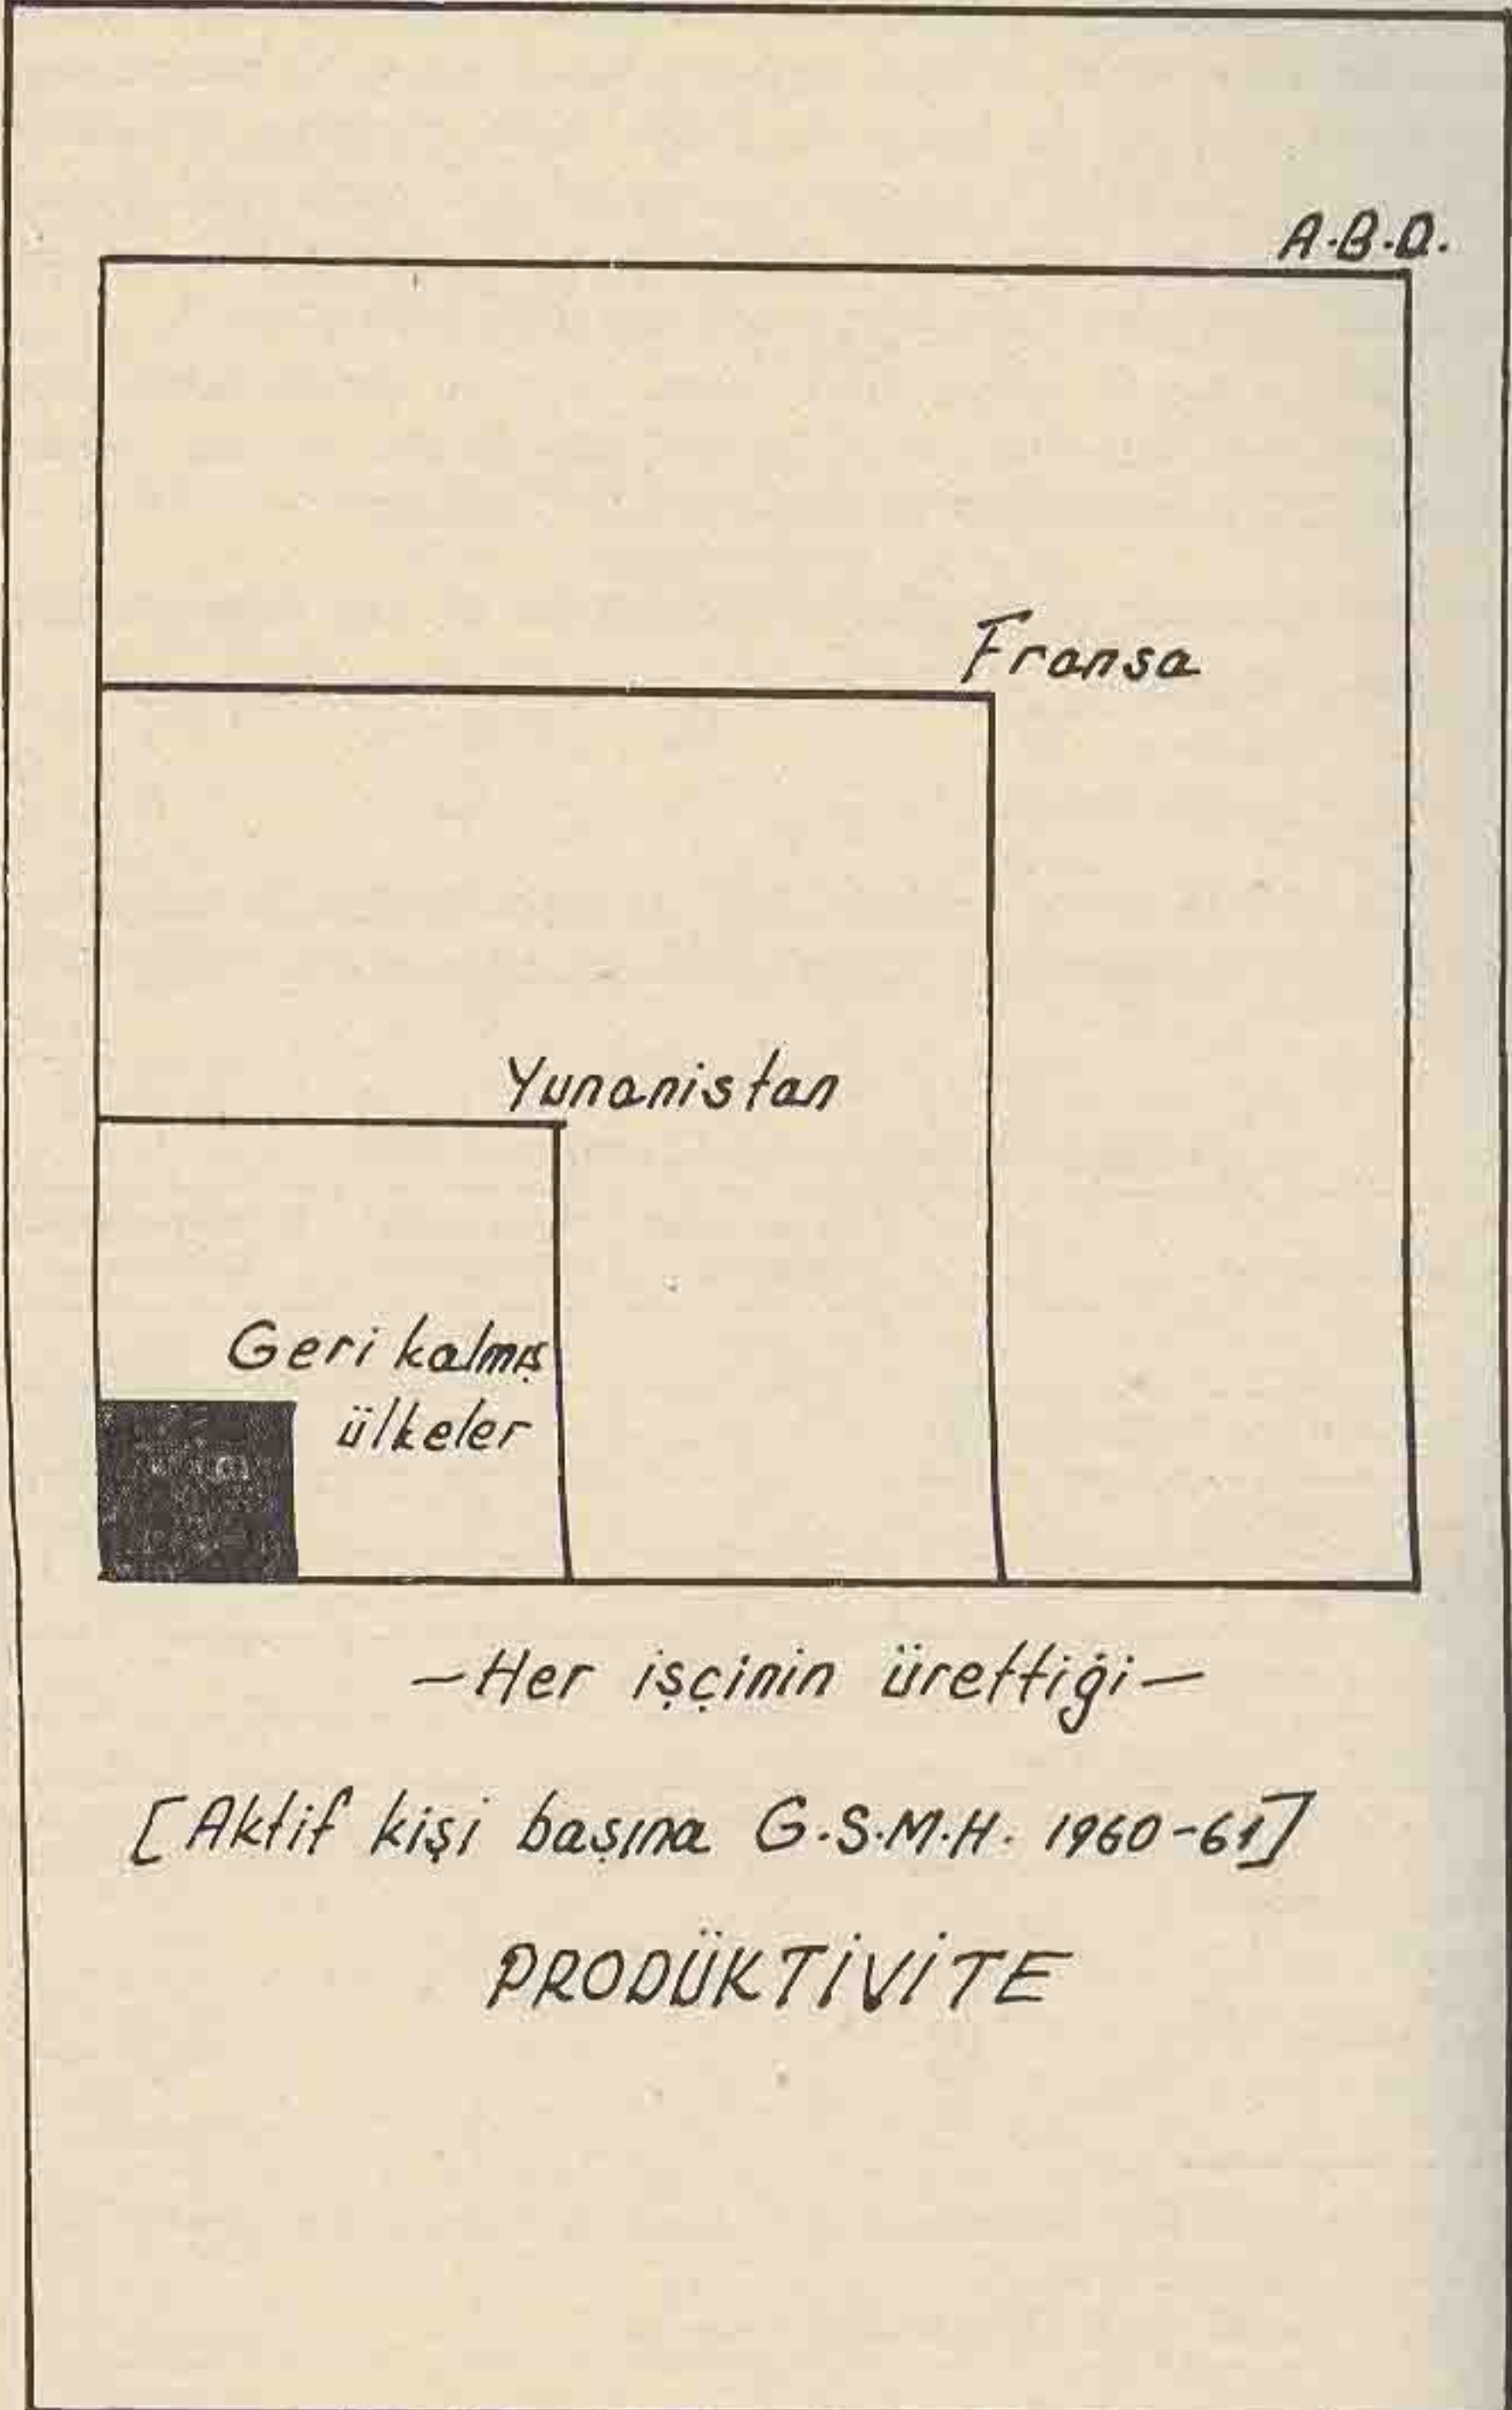 A.B.D.
Fransa
Yunanistan
Geri kalmış
ülkeler
—Her işçinin ürettiği—
[Aktif kişi başına G.S.M.H. 1960-61]
PRODÜKTİVİTE